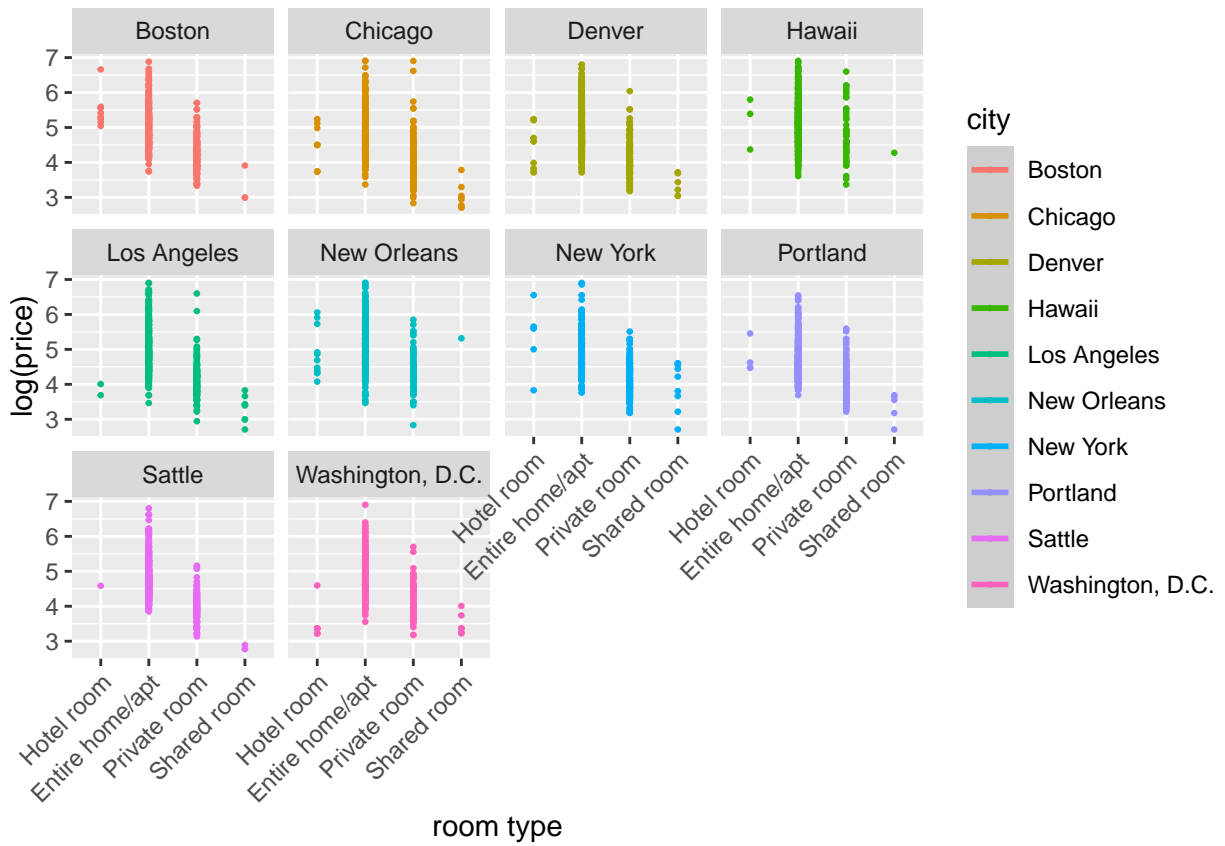 Boston
Chicago
Denver
Hawaii
7
6
5
4
3
Los Angeles
New Orleans
New York
Portland
7
6
5
4
3
Sattle
Washington, D.C.
7
6
5
4
3
Hotel room
Entire home/apt
Private room
Shared room
Hotel room
Entire home/apt
Private room
Shared room
Hotel room
Entire home/apt
Private room
Shared room
Hotel room
Entire home/apt
Private room
Shared room
room type
log(price)
city
Boston
Chicago
Denver
Hawaii
Los Angeles
New Orleans
New York
Portland
Sattle
Washington, D.C.